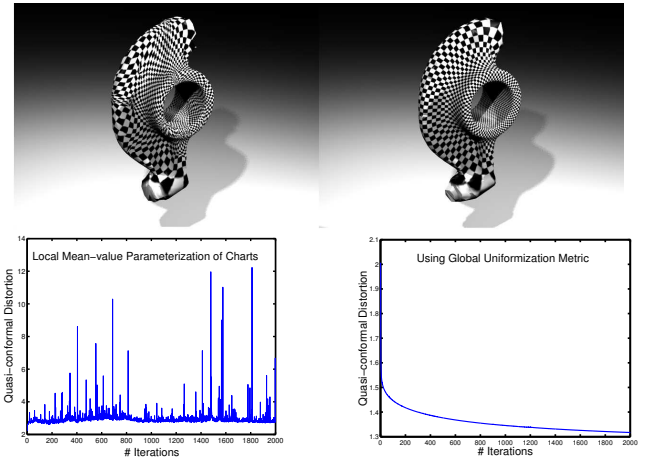 14
12
10
8
6
4
2
Quasi-conformal Distortion
Local Mean-value Parameterization of Charts
0 200 400 600 800 1000 1200 1400 1600 1800 2000
# Iterations
2.1
2
1.9
1.8
1.7
1.6
1.5
1.4
1.3
Quasi-conformal Distortion
Using Global Uniformization Metric
0 200 400 600 800 1000 1200 1400 1600 1800 2000
# Iterations